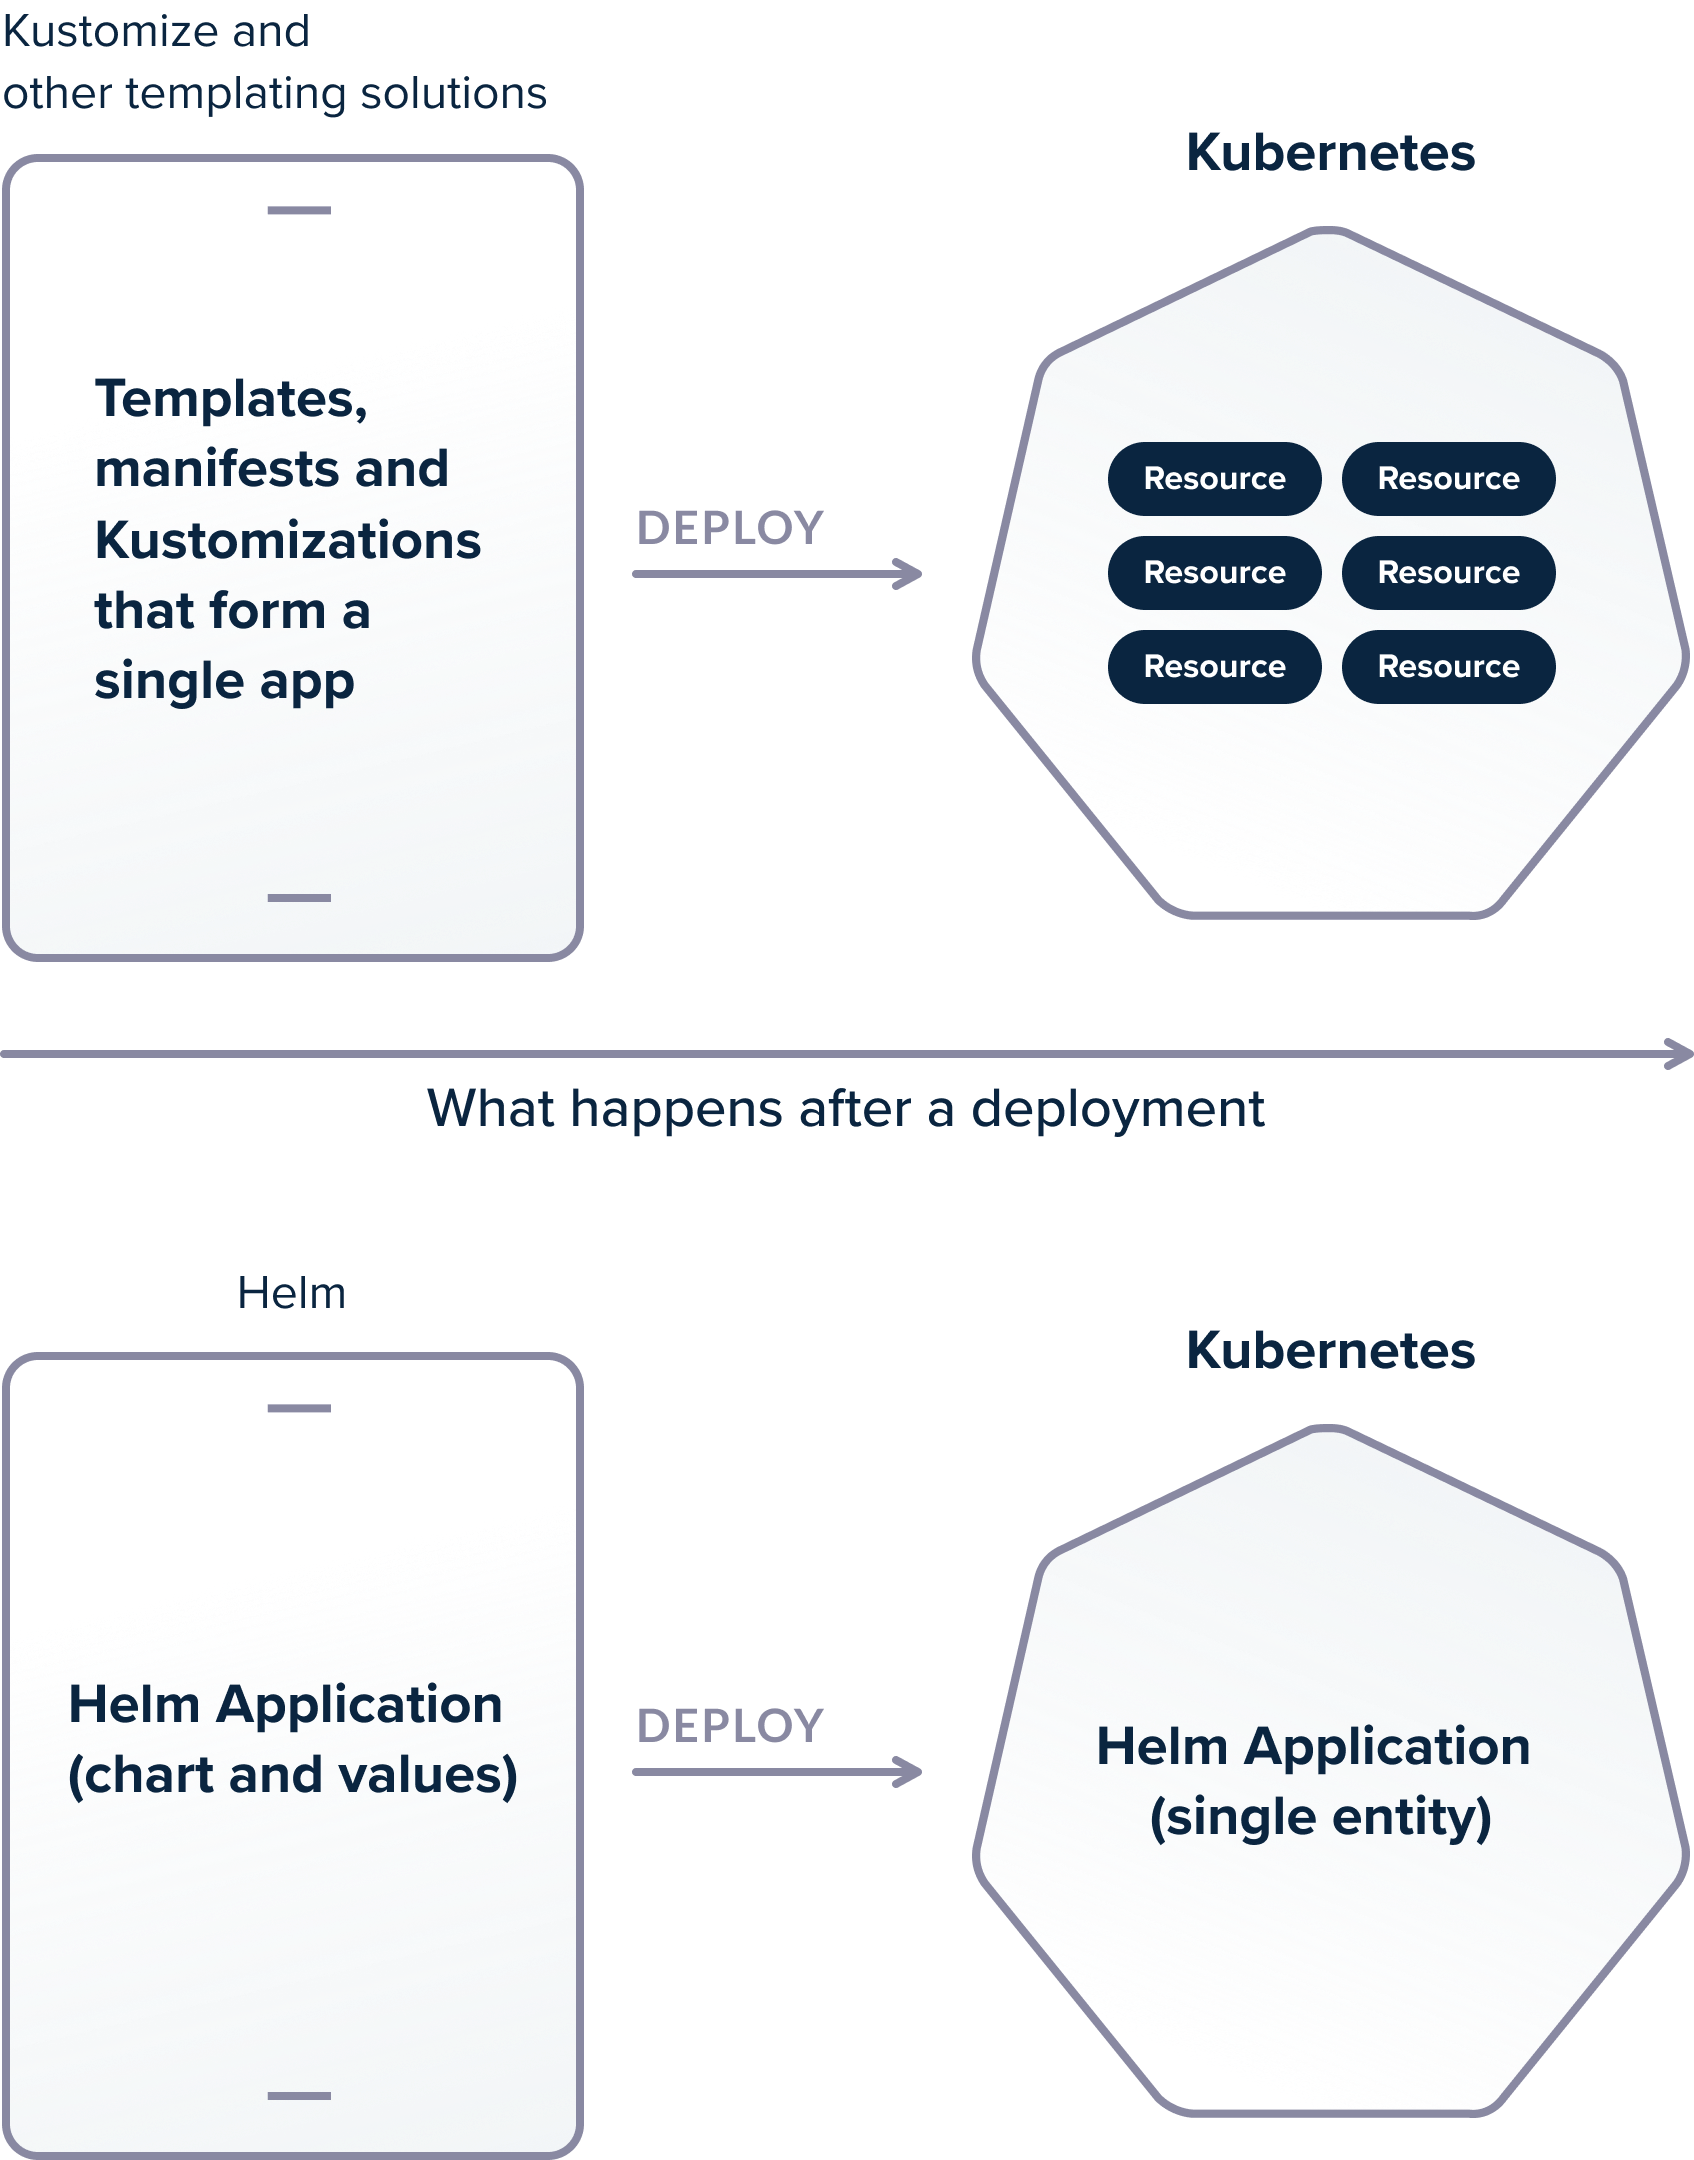 Kustomize and
other templating solutions
Kubernetes
Templates,
manifests and
Kustomizations
that form a
single app
DEPLOY
Resource Resource
Resource Resource
Resource Resource
What happens after a deployment
Helm
Kubernetes
Helm Application
(chart and values)
DEPLOY
Helm Application
(single entity)